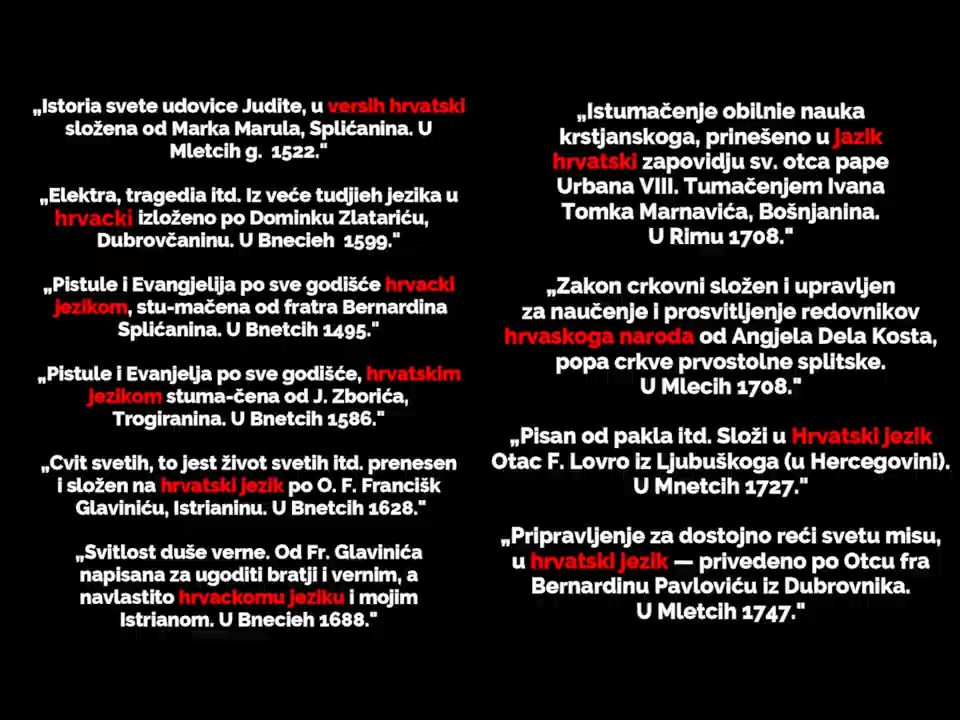 „Istoria svete udovice Judite, u versih hrvatski
složena od Marka Marula, Splićanina. U
Mletcih g. 1522."
„Elektra, tragedia itd. Iz veće tudjieh jezika u
hrvacki izloženo po Dominku Zlatariću,
Dubrovčaninu. U Bnecieh 1599."
„Pistule i Evangjelija po sve godišće hrvacki
jezikom, stu-mačena od fratra Bernardina
Splićanina. U Bnetcih 1495."
„Pistule i Evanjelja po sve godišće, hrvatskim
jezikom stuma-čena od J. Zborića,
Trogiranina. U Bnetcih 1586."
„Cvit svetih, to jest život svetih itd. prenesen
i složen na hrvatski jezik po O. F. Francišk
Glaviniću, Istrianinu. U Bnetcih 1628."
„Svitlost duše verne. Od Fr. Glavinića
napisana za ugoditi bratji i vernim, a
navlastito hrvackomu jeziku i mojim
Istrianom. U Bnecieh 1688."
„Istumačenje obilnie nauka
krstjanskoga, prinešeno u jazik
hrvatski zapovidju sv. otca pape
Urbana VIII. Tumačenjem Ivana
Tomka Marnavića, Bošnjanina.
U Rimu 1708."
„Zakon crkovni složen i upravljen
za naučenje i prosvitljenje redovnikov
hrvaskoga naroda od Angjela Dela Kosta,
popa crkve prvostolne splitske.
U Mlecih 1708."
„Pisan od pakla itd. Složi u Hrvatski jezik
Otac F. Lovro iz Ljubuškoga (u Hercegovini).
U Mnetcih 1727."
„Pripravljenje za dostojno reći svetu misu,
u hrvatski jezik — privedeno po Otcu fra
Bernardinu Pavloviću iz Dubrovnika.
U Mletcih 1747."